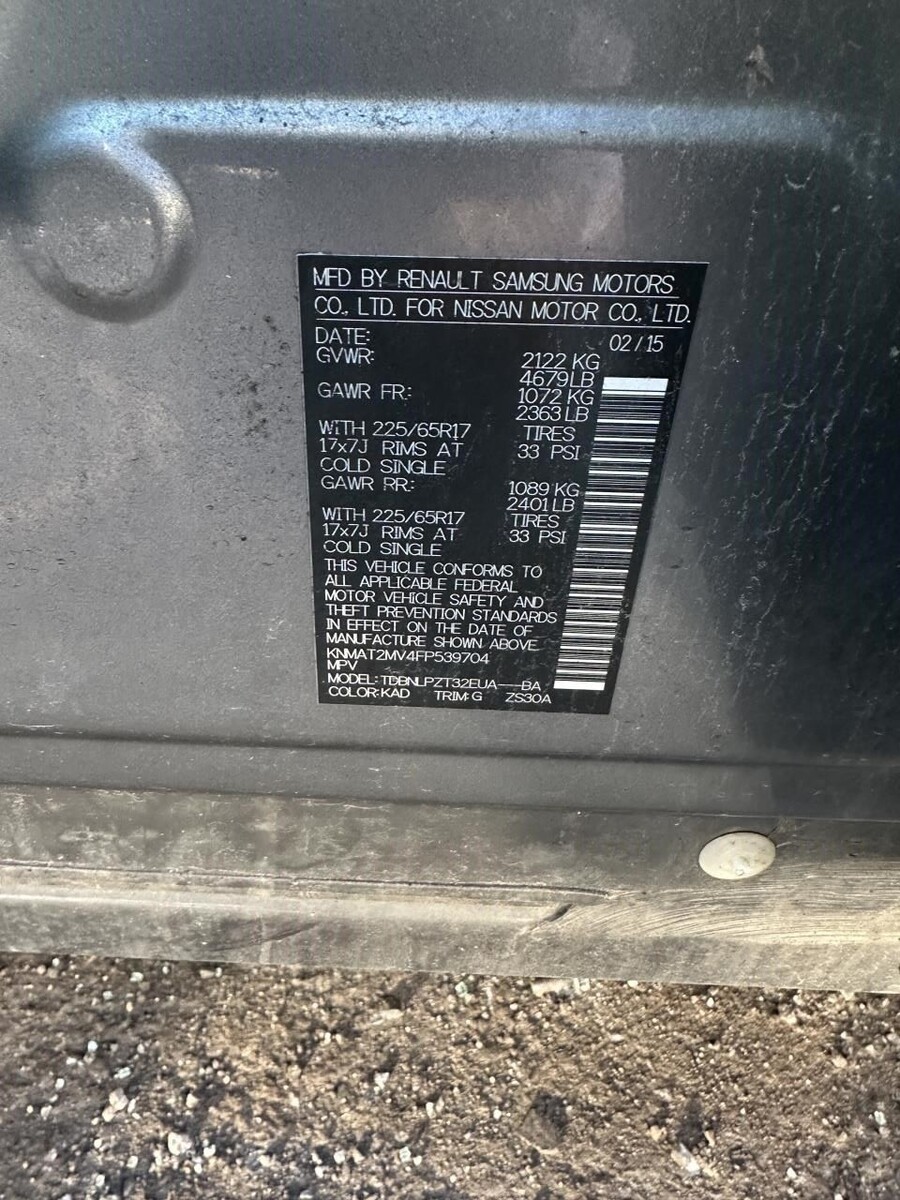 MFD BY RENAULT SAMSUNG MOTORS
CO., LTD. FOR NISSAN MOTOR CO., LTD.
DATE: 02/15
GVWR: 2122 KG
4679LB
GAWR FR: 1072 KG
2363 LB
WITH 225/65R17 TIRES
17x7J RIMS AT 33 PSI
COLD SINGLE
GAWR RR: 1089 KG
2401 LB
WITH 225/65R17 TIRES
17x7J RIMS AT 33 PSI
COLD SINGLE
THIS VEHICLE CONFORMS TO
ALL APPLICABLE FEDERAL
MOTOR VEHICLE SAFETY AND
THEFT PREVENTION STANDARDS
IN EFFECT ON THE DATE OF
MANUFACTURE SHOWN ABOVE
KNMAT2MV4FP539704
MPV
MODEL: TDBNLPZT32EUA---BA
COLOR: KAD TRIM: G ZS30A